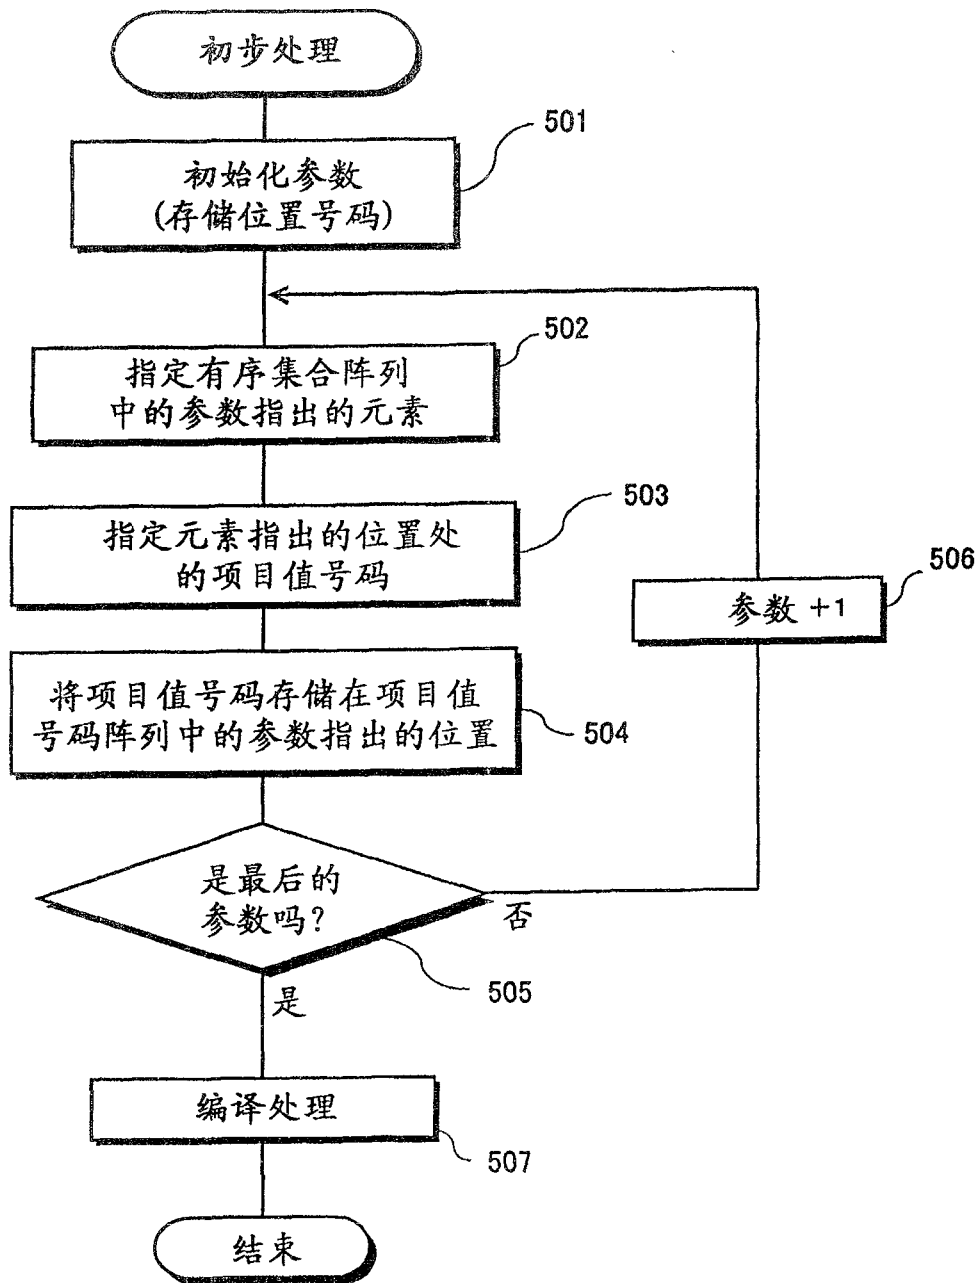 初步处理
501
初始化参数
(存储位置号码)
502
指定有序集合阵列
中的参数指出的元素
503
指定元素指出的位置处
的项目值号码
506
参数 +1
将项目值号码存储在项目值
号码阵列中的参数指出的位置
504
是最后的
参数吗?
否
505
是
编译处理
507
结束